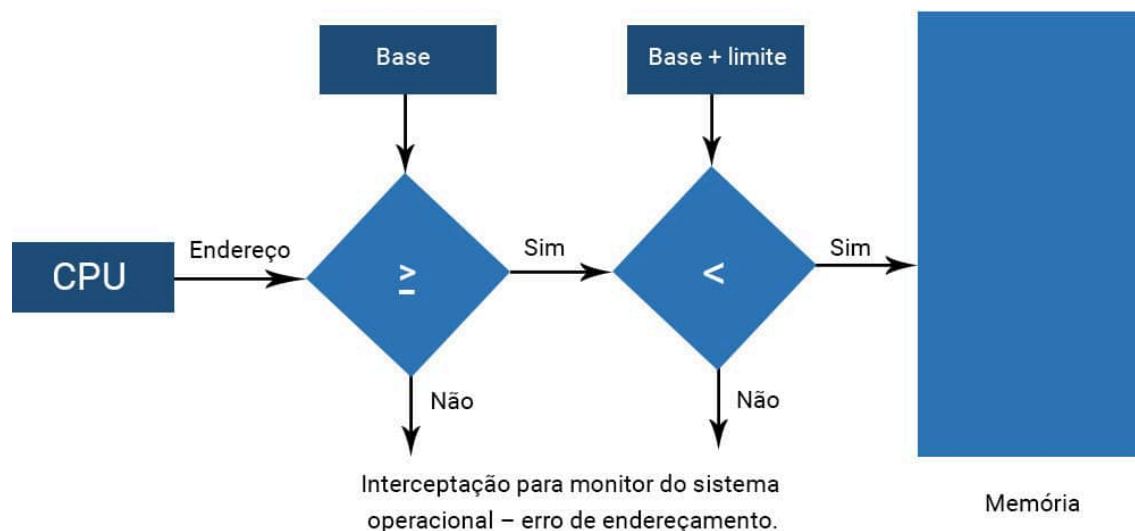 Base
Base + limite
CPU
Endereço
≥
Sim
<
Sim
Não
Não
Interceptação para monitor do sistema
operacional – erro de endereçamento.
Memória